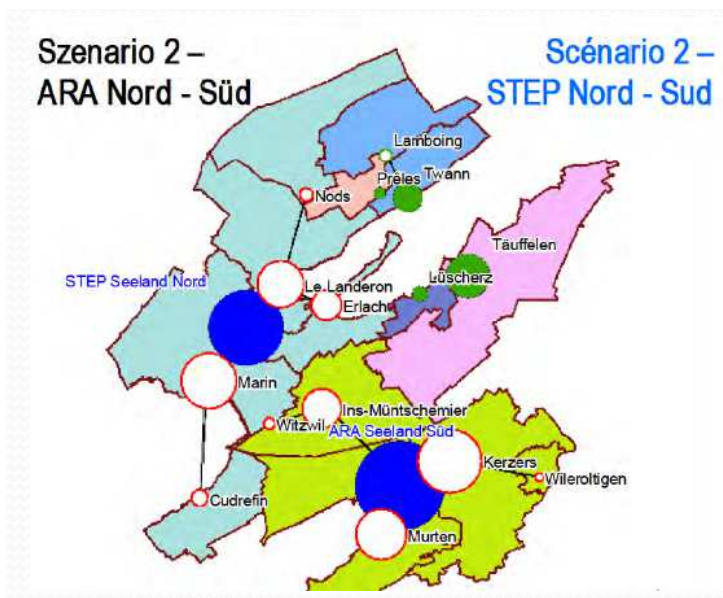 Szenario 2 –
ARA Nord - Süd
Scénario 2 –
STEP Nord - Sud
Lamboing
Prêles
Twann
Nods
Täuffelen
STEP Seeland Nord
Le Landeron
Lüscherz
Erlach
Marin
Ins-Müntschemier
Witzwil
ARA Seeland Süd
Kerzers
Wileroltigen
Cudrefin
Murten